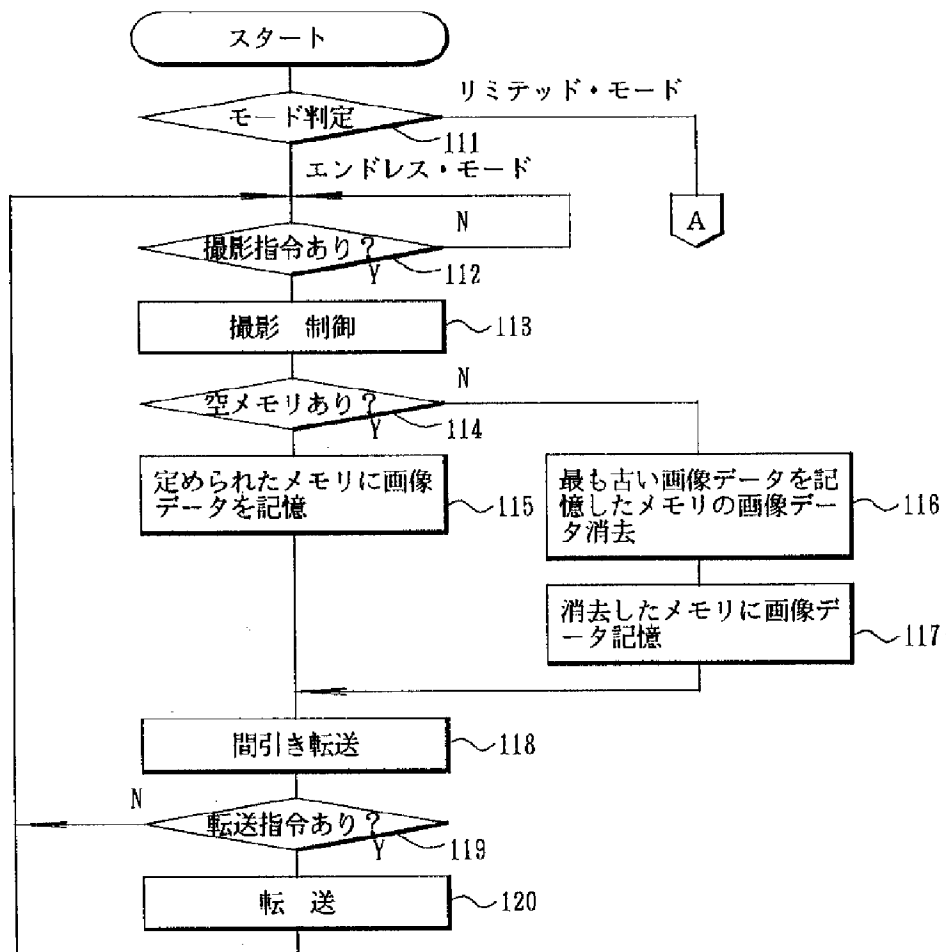 スタート
リミテッド・モード
モード判定
111
エンドレス・モード
A
N
撮影指令あり?
Y
112
撮影 制御
113
N
空メモリあり?
Y
114
定められたメモリに画像
データを記憶
115
最も古い画像データを記
憶したメモリの画像デー
タ消去
116
消去したメモリに画像デ
ータ記憶
117
間引き転送
118
N
転送指令あり?
Y
119
転 送
120